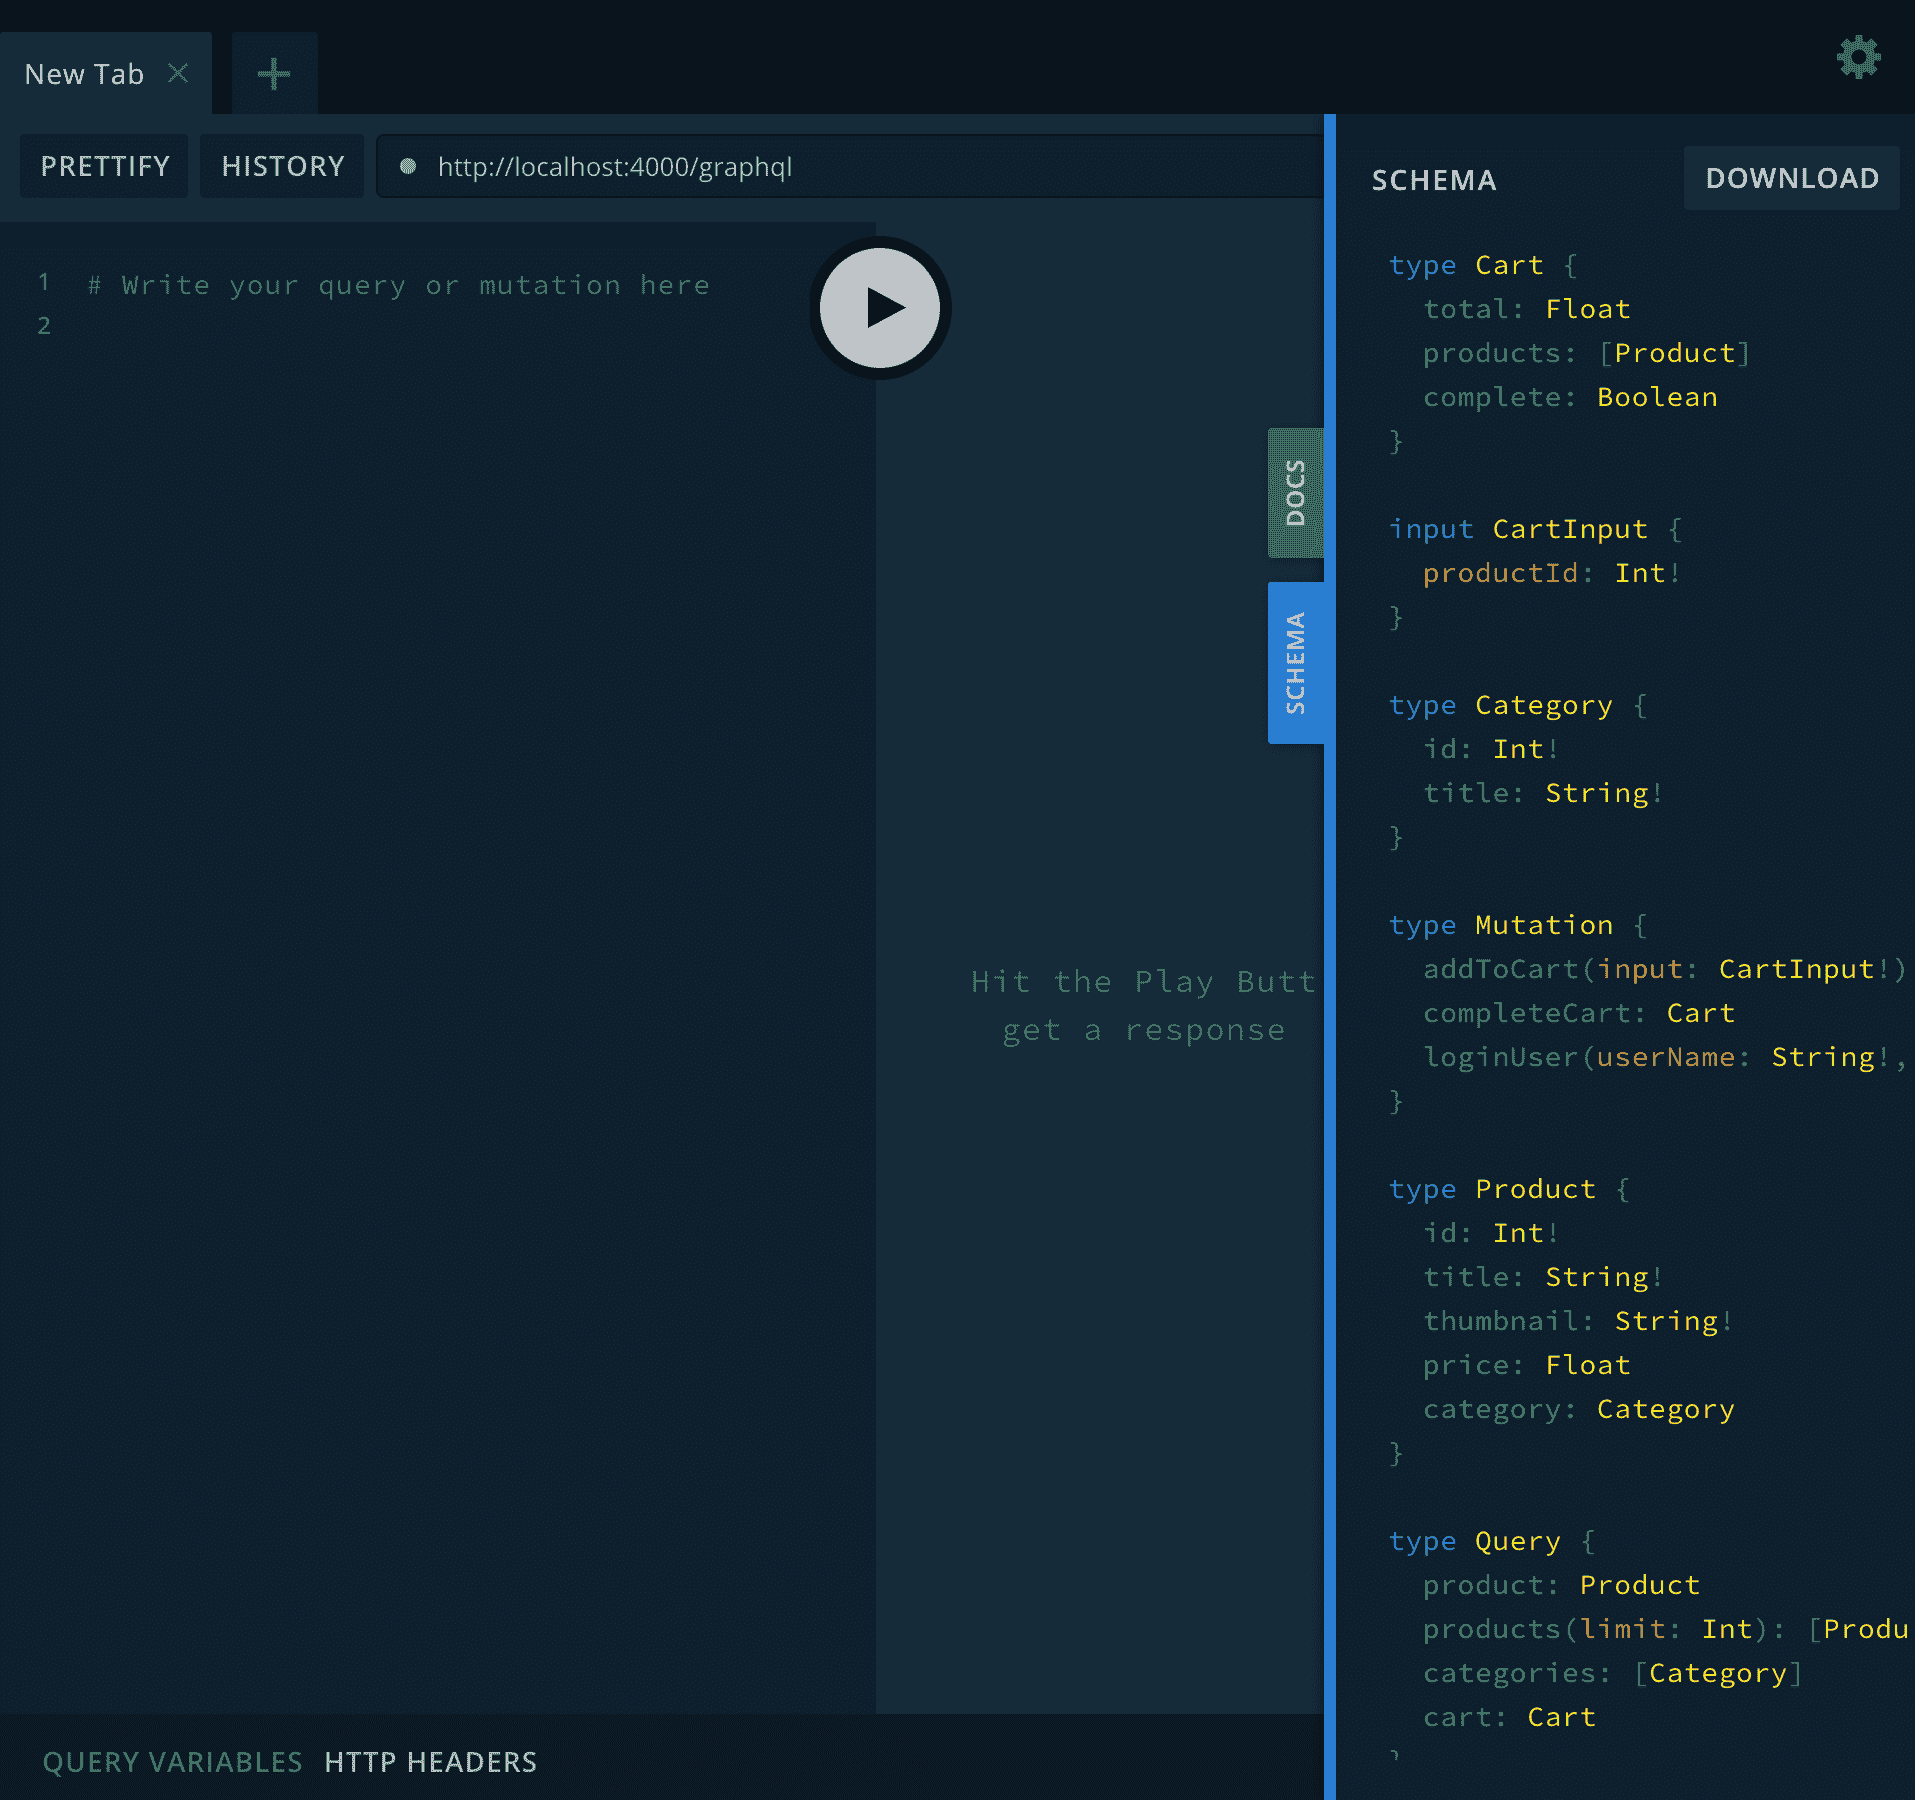 New Tab
PRETTIFY HISTORY http://localhost:4000/graphql
1 # Write your query or mutation here
2
Hit the Play Butt
get a response
DOCS
SCHEMA
SCHEMA DOWNLOAD
type Cart {
  total: Float
  products: [Product]
  complete: Boolean
}
input CartInput {
  productId: Int!
}
type Category {
  id: Int!
  title: String!
}
type Mutation {
  addToCart(input: CartInput!)
  completeCart: Cart
  loginUser(userName: String!,
}
type Product {
  id: Int!
  title: String!
  thumbnail: String!
  price: Float
  category: Category
}
type Query {
  product: Product
  products(limit: Int): [Produ
  categories: [Category]
  cart: Cart
}
QUERY VARIABLES HTTP HEADERS